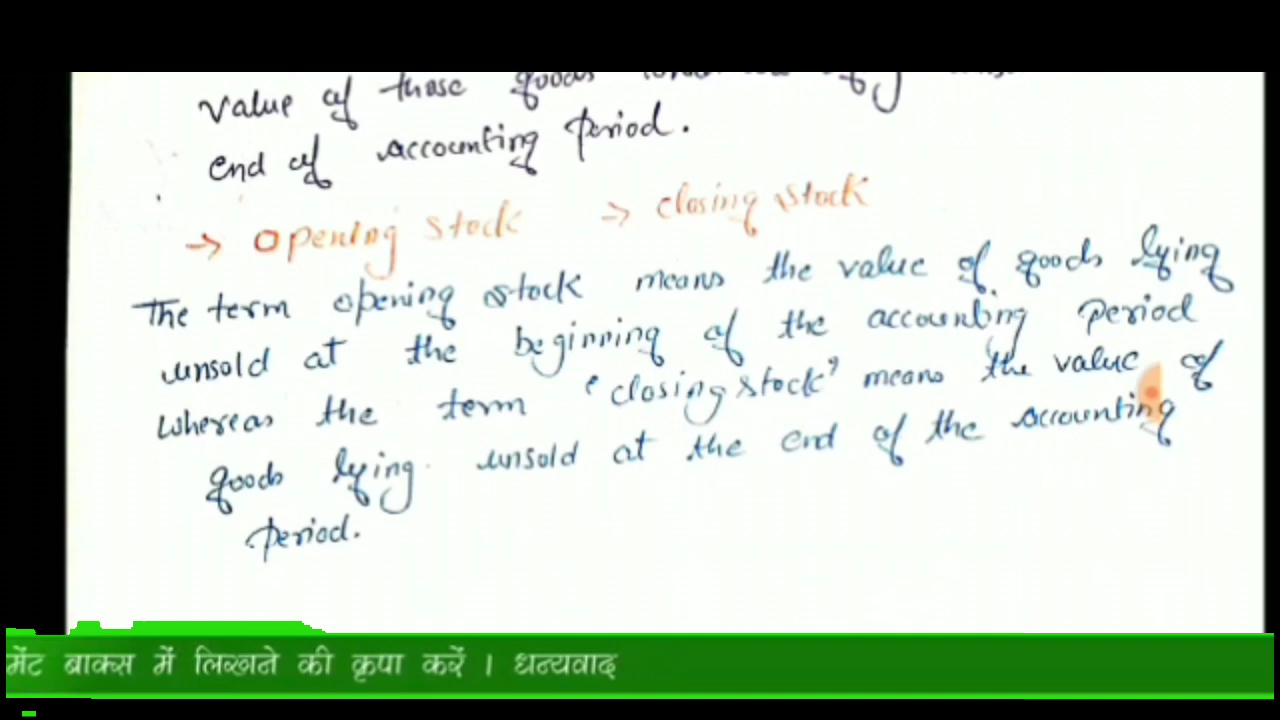 value of those goods
end of accounting period.
→ Opening stock → closing stock
The term opening stock means the value of goods lying
unsold at the beginning of the accounting period
whereas the term 'closing stock' means the value of
goods lying unsold at the end of the accounting
period.
मेंट बाक्स में लिखने की कृपा करें । धन्यवाद